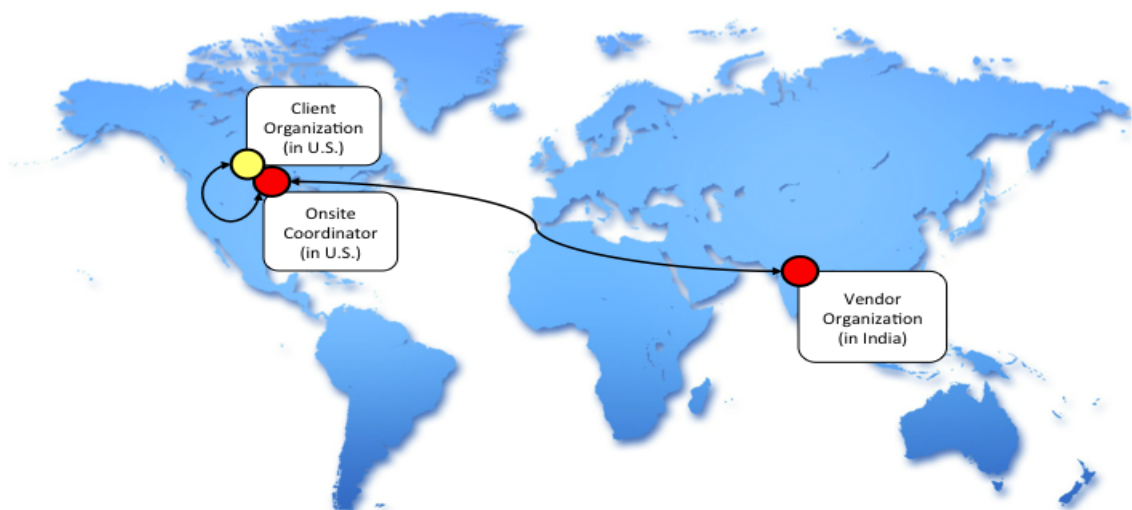 Client
Organization
(in U.S.)
Onsite
Coordinator
(in U.S.)
Vendor
Organization
(in India)